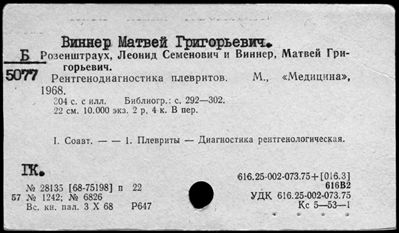 Виннер Матвей Григорьевич.
Б Розенштраух, Леонид Семенович и Виннер, Матвей Гри-
горьевич.
5077
Рентгенодиагностика плевритов. М., «Медицина»,
1968.
304 с. с илл. Библиогр.: с. 292—302.
22 см. 10.000 экз. 2 р, 4 к. В пер.
I. Соавт. — — 1. Плевриты — Диагностика рентгенологическая.
ГК.
616.25-002-073.75+[016.3]
№ 28135 [68-75198] п 22 616В2
57 № 1242; № 6826 УДК 616.25-002-073.75
Вс. кн. пал. 3 X 68 Р647 Кс 5—53—1